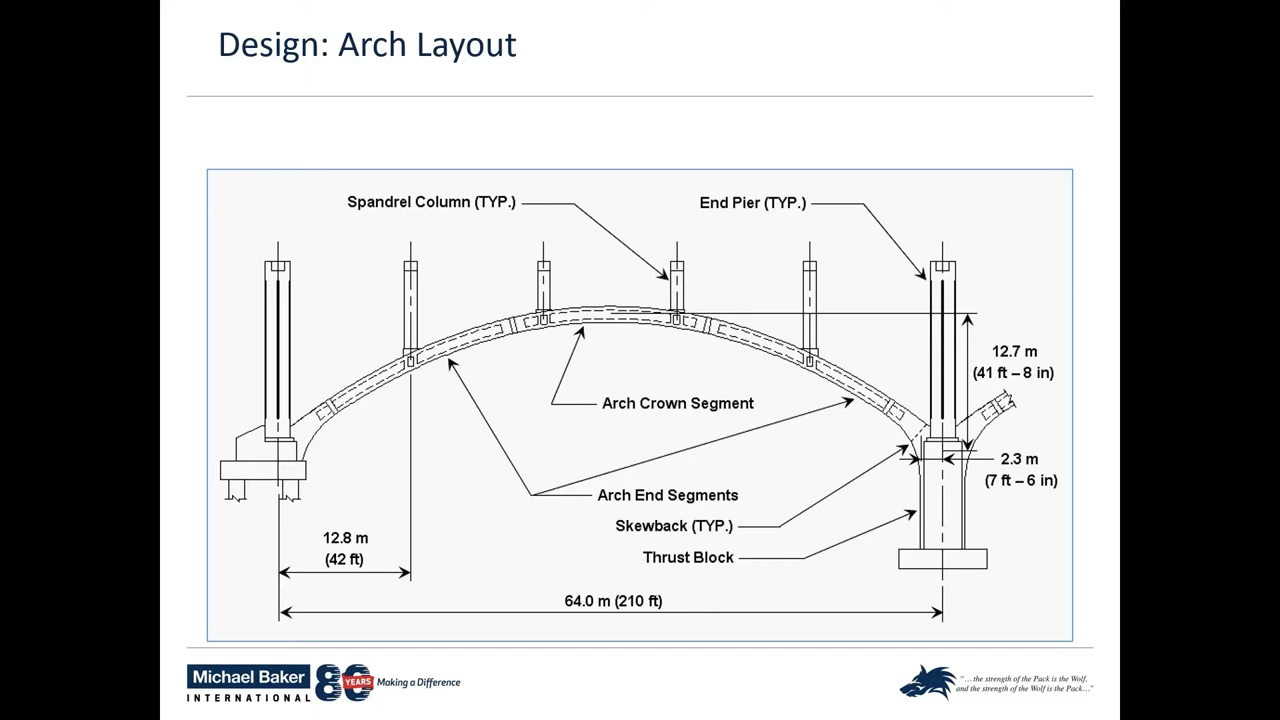 Design: Arch Layout
Spandrel Column (TYP.)
End Pier (TYP.)
12.7 m
(41 ft – 8 in)
Arch Crown Segment
2.3 m
(7 ft – 6 in)
Arch End Segments
Skewback (TYP.)
12.8 m
(42 ft)
Thrust Block
64.0 m (210 ft)
Michael Baker
INTERNATIONAL
80 YEARS
Making a Difference
“…the strength of the Pack is the Wolf,
and the strength of the Wolf is the Pack…”